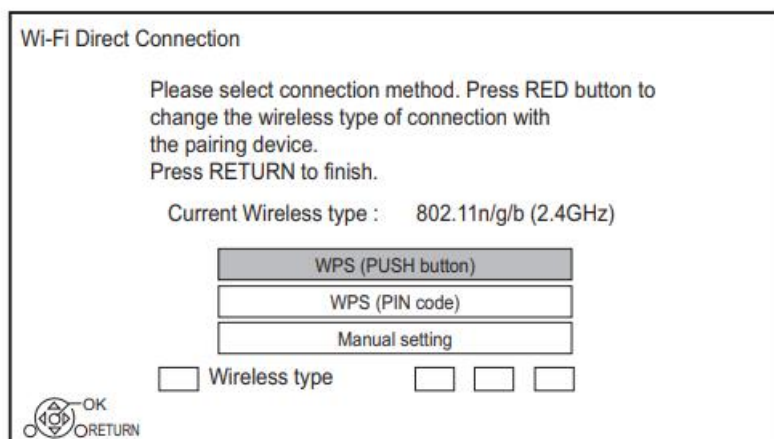 Wi-Fi Direct Connection
Please select connection method. Press RED button to
change the wireless type of connection with
the pairing device.
Press RETURN to finish.
Current Wireless type :   802.11n/g/b (2.4GHz)
WPS (PUSH button)
WPS (PIN code)
Manual setting
Wireless type
OK
RETURN